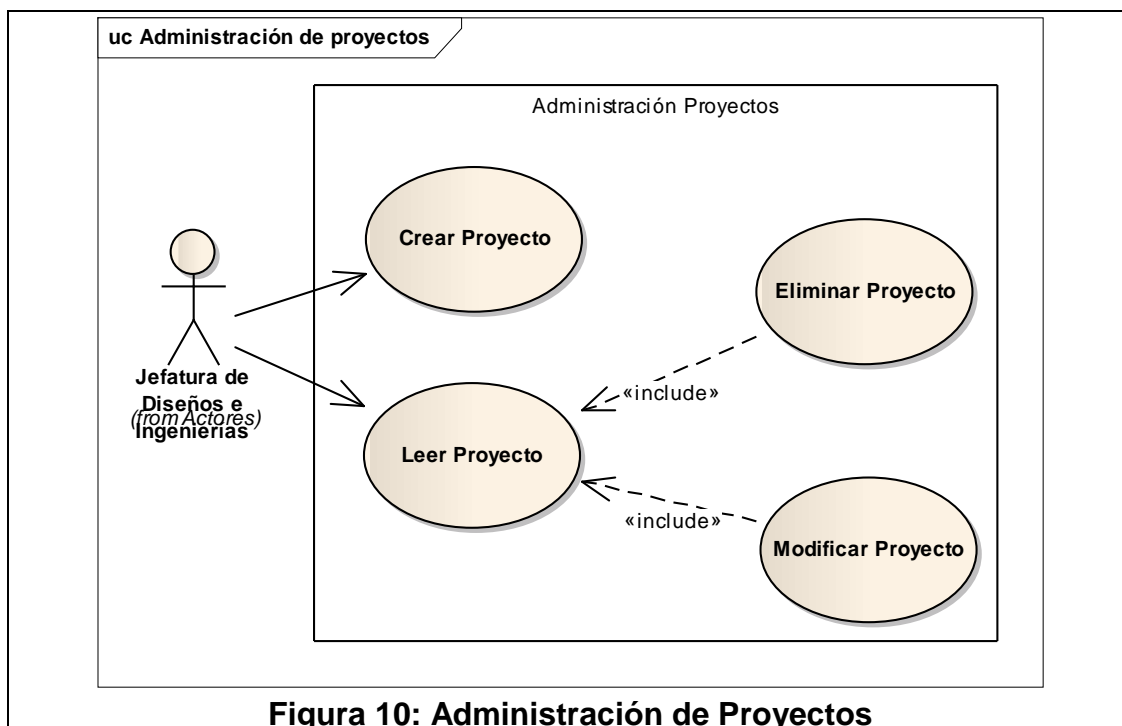 uc Administración de proyectos
Administración Proyectos
Crear Proyecto
Eliminar Proyecto
Jefatura de
Diseños e
(from Actores)
Ingenierías
«include»
Leer Proyecto
«include»
Modificar Proyecto
Figura 10: Administración de Proyectos